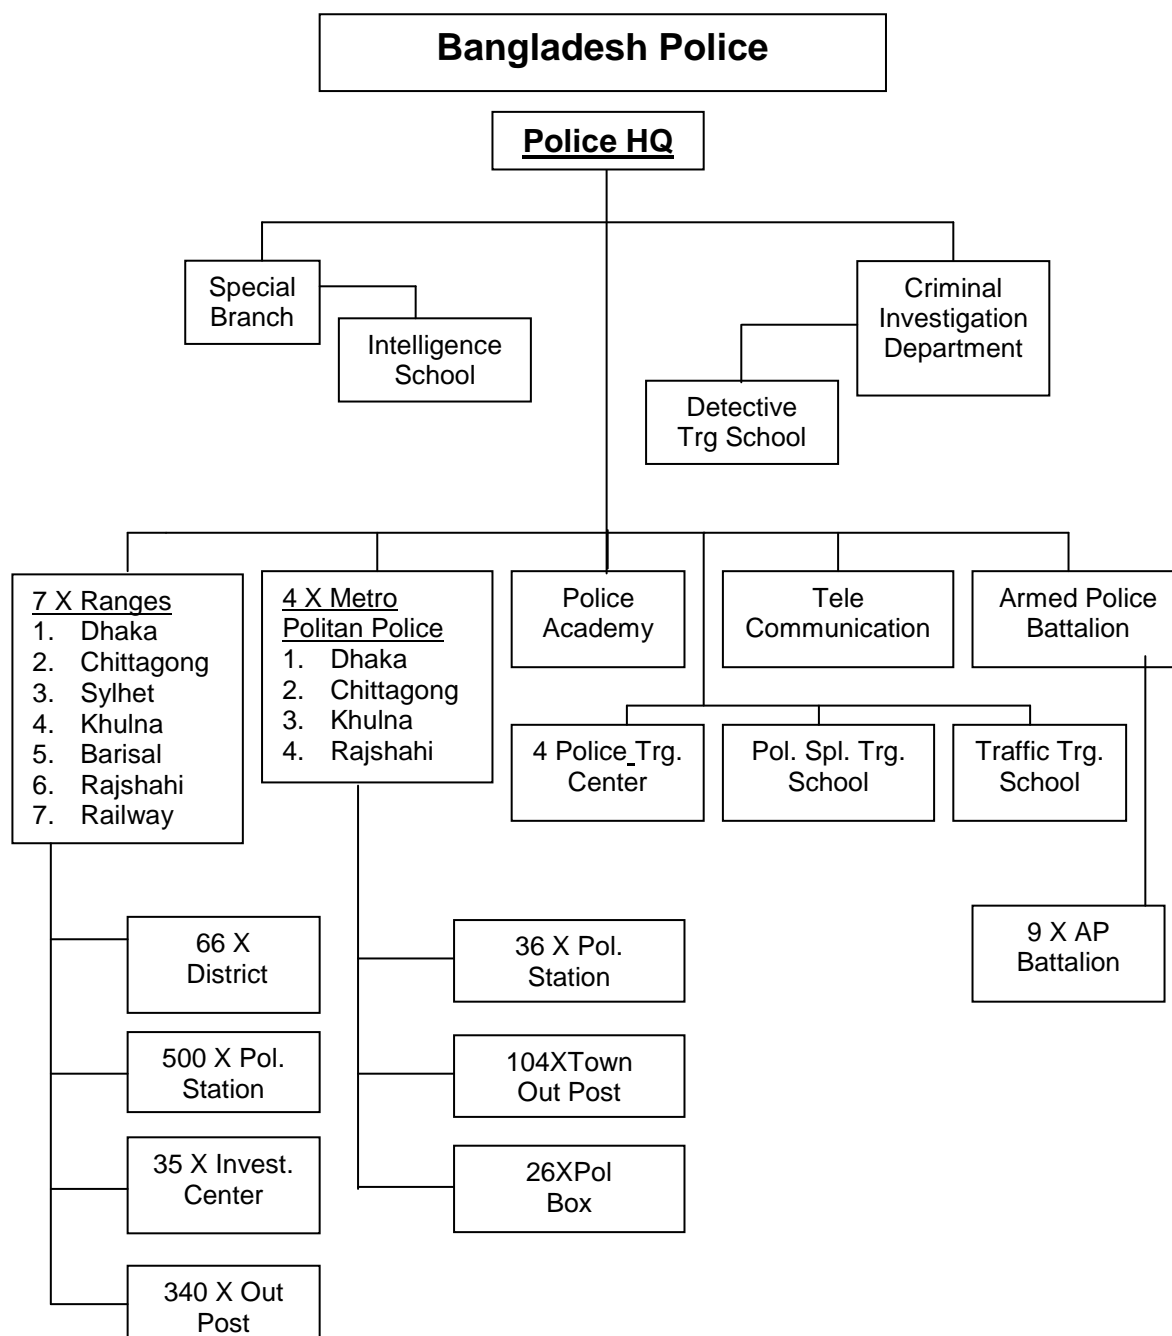 Bangladesh Police
Police HQ
Special
Branch
Intelligence
School
Criminal
Investigation
Department
Detective
Trg School
7 X Ranges
1. Dhaka
2. Chittagong
3. Sylhet
4. Khulna
5. Barisal
6. Rajshahi
7. Railway
4 X Metro
Politan Police
1. Dhaka
2. Chittagong
3. Khulna
4. Rajshahi
Police
Academy
Tele
Communication
Armed Police
Battalion
4 Police Trg.
Center
Pol. Spl. Trg.
School
Traffic Trg.
School
66 X
District
500 X Pol.
Station
35 X Invest.
Center
340 X Out
Post
36 X Pol.
Station
104XTown
Out Post
26XPol
Box
9 X AP
Battalion